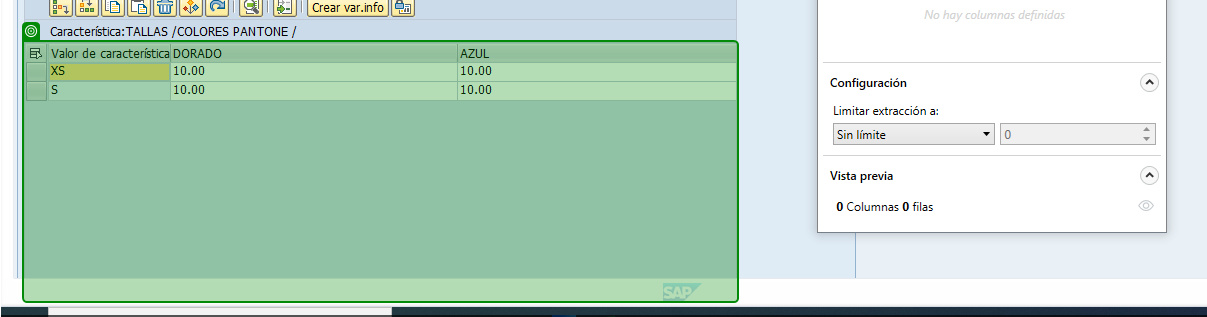 Crear var.info
Característica:TALLAS /COLORES PANTONE /
Valor de característica DORADO AZUL
XS 10.00 10.00
S 10.00 10.00
SAP
No hay columnas definidas
Configuración
Limitar extracción a:
Sin límite 0
Vista previa
0 Columnas 0 filas